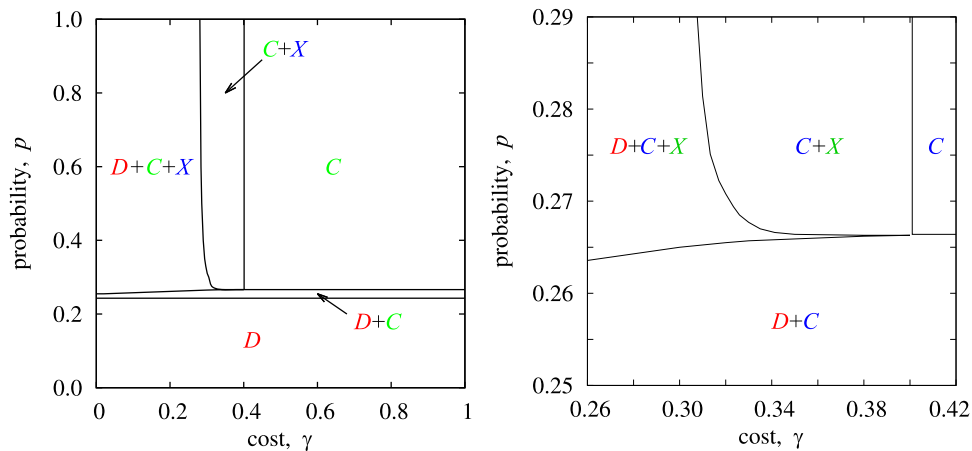 1.0
0.8
0.6
0.4
0.2
0.0
probability, p
C+X
D+C+X
C
D+C
D
0
0.2
0.4
0.6
0.8
1
cost, γ
0.29
0.28
0.27
0.26
0.25
probability, p
D+C+X
C+X
C
D+C
0.26
0.30
0.34
0.38
0.42
cost, γ